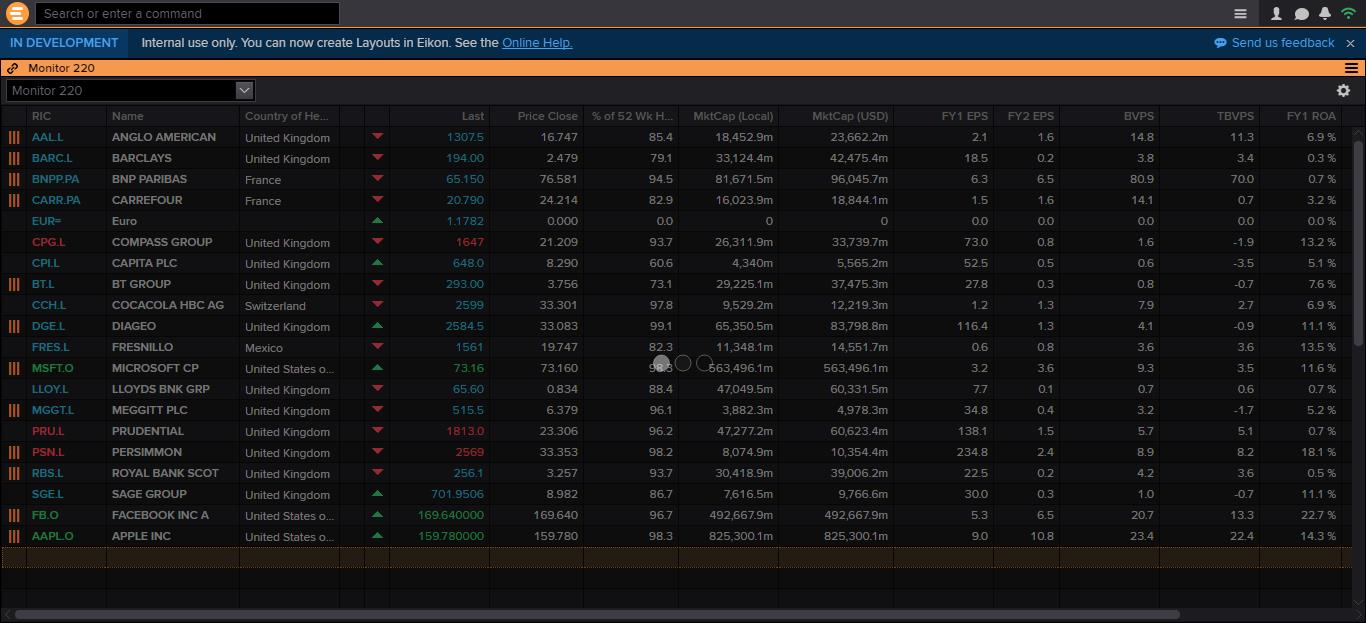 Search or enter a command
IN DEVELOPMENT Internal use only. You can now create Layouts in Eikon. See the Online Help. Send us feedback
Monitor 220
Monitor 220
RIC Name Country of He... Last Price Close % of 52 Wk H... MktCap (Local) MktCap (USD) FY1 EPS FY2 EPS BVPS TBVPS FY1 ROA
AAL.L ANGLO AMERICAN United Kingdom 1307.5 16.747 85.4 18,452.9m 23,662.2m 2.1 1.6 14.8 11.3 6.9 %
BARC.L BARCLAYS United Kingdom 194.00 2.479 79.1 33,124.4m 42,475.4m 18.5 0.2 3.8 3.4 0.3 %
BNPP.PA BNP PARIBAS France 65.150 76.581 94.5 81,671.5m 96,045.7m 6.3 6.5 80.9 70.0 0.7 %
CARR.PA CARREFOUR France 20.790 24.214 82.9 16,023.9m 18,844.1m 1.5 1.6 14.1 0.7 3.2 %
EUR= Euro 1.1782 0.000 0.0 0 0 0.0 0.0 0.0 0.0 0.0 %
CPG.L COMPASS GROUP United Kingdom 1647 21.209 93.7 26,311.9m 33,739.7m 73.0 0.8 1.6 -1.9 13.2 %
CPI.L CAPITA PLC United Kingdom 648.0 8.290 60.6 4,340m 5,565.2m 52.5 0.5 0.6 -3.5 5.1 %
BT.L BT GROUP United Kingdom 293.00 3.756 73.1 29,225.1m 37,475.3m 27.8 0.3 0.8 -0.7 7.6 %
CCH.L COCACOLA HBC AG Switzerland 2599 33.301 97.8 9,529.2m 12,219.3m 1.2 1.3 7.9 2.7 6.9 %
DGE.L DIAGEO United Kingdom 2584.5 33.083 99.1 65,350.5m 83,798.8m 116.4 1.3 4.1 -0.9 11.1 %
FRES.L FRESNILLO Mexico 1561 19.747 82.3 11,348.1m 14,551.7m 0.6 0.8 3.6 3.6 13.5 %
MSFT.O MICROSOFT CP United States o... 73.16 73.160 98.3 563,496.1m 563,496.1m 3.2 3.6 9.3 3.5 11.6 %
LLOY.L LLOYDS BNK GRP United Kingdom 65.60 0.834 88.4 47,049.5m 60,331.5m 7.7 0.1 0.7 0.6 0.7 %
MGGT.L MEGGITT PLC United Kingdom 515.5 6.379 96.1 3,882.3m 4,978.3m 34.8 0.4 3.2 -1.7 5.2 %
PRU.L PRUDENTIAL United Kingdom 1813.0 23.306 96.2 47,277.2m 60,623.4m 138.1 1.5 5.7 5.1 0.7 %
PSN.L PERSIMMON United Kingdom 2569 33.353 98.2 8,074.9m 10,354.4m 234.8 2.4 8.9 8.2 18.1 %
RBS.L ROYAL BANK SCOT United Kingdom 256.1 3.257 93.7 30,418.9m 39,006.2m 22.5 0.2 4.2 3.6 0.5 %
SGE.L SAGE GROUP United Kingdom 701.9506 8.982 86.7 7,616.5m 9,766.6m 30.0 0.3 1.0 -0.7 11.1 %
FB.O FACEBOOK INC A United States o... 169.640000 169.640 96.7 492,667.9m 492,667.9m 5.3 6.5 20.7 13.3 22.7 %
AAPL.O APPLE INC United States o... 159.780000 159.780 98.3 825,300.1m 825,300.1m 9.0 10.8 23.4 22.4 14.3 %